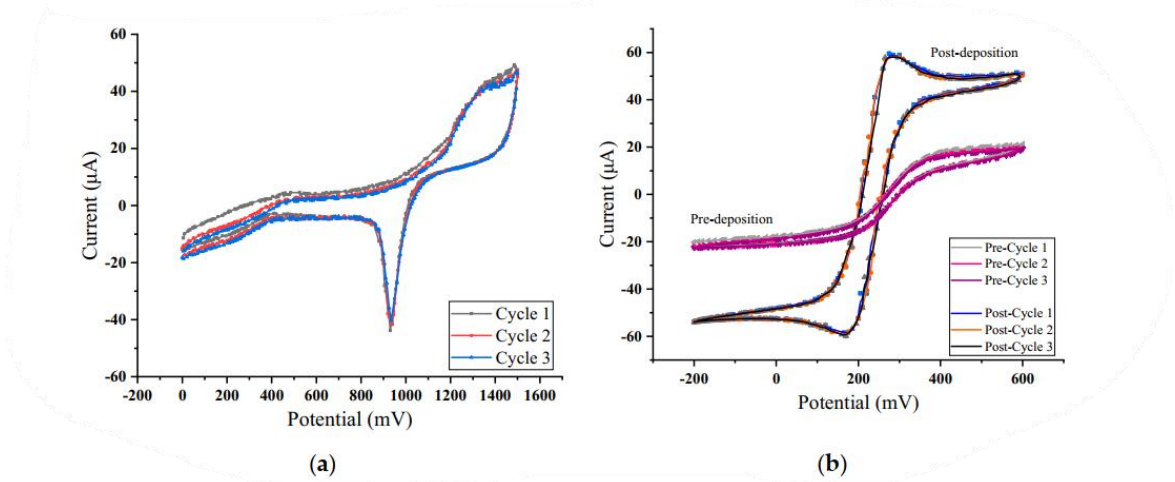 60
40
20
0
-20
-40
-60
Current (µA)
0 200 400 600 800 1000 1200 1400 1600
Potential (mV)
Cycle 1
Cycle 2
Cycle 3
(a)
60
40
20
0
-20
-40
-60
Current (µA)
-200 0 200 400 600
Potential (mV)
Post-deposition
Pre-deposition
Pre-Cycle 1
Pre-Cycle 2
Pre-Cycle 3
Post-Cycle 1
Post-Cycle 2
Post-Cycle 3
(b)